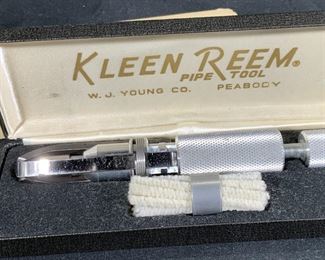 KLEEN REEM®
PIPE TOOL
W. J. YOUNG CO. PEABODY